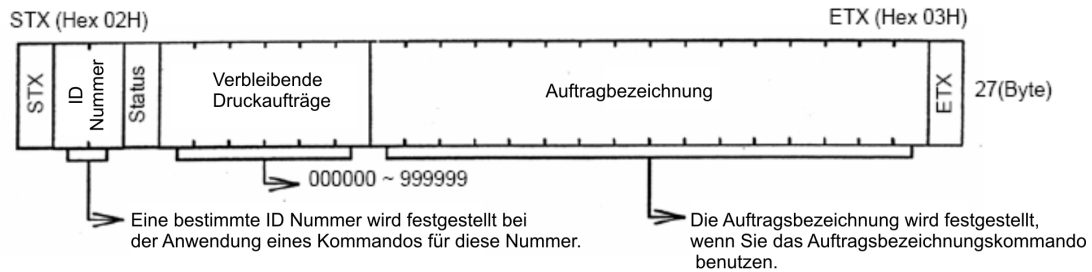 STX (Hex 02H)
ETX (Hex 03H)
STX
ID
Nummer
Status
Verbleibende
Druckaufträge
Auftragbezeichnung
ETX
27(Byte)
000000 ~ 999999
Eine bestimmte ID Nummer wird festgestellt bei
der Anwendung eines Kommandos für diese Nummer.
Die Auftragsbezeichnung wird festgestellt,
wenn Sie das Auftragsbezeichnungskommando
benutzen.